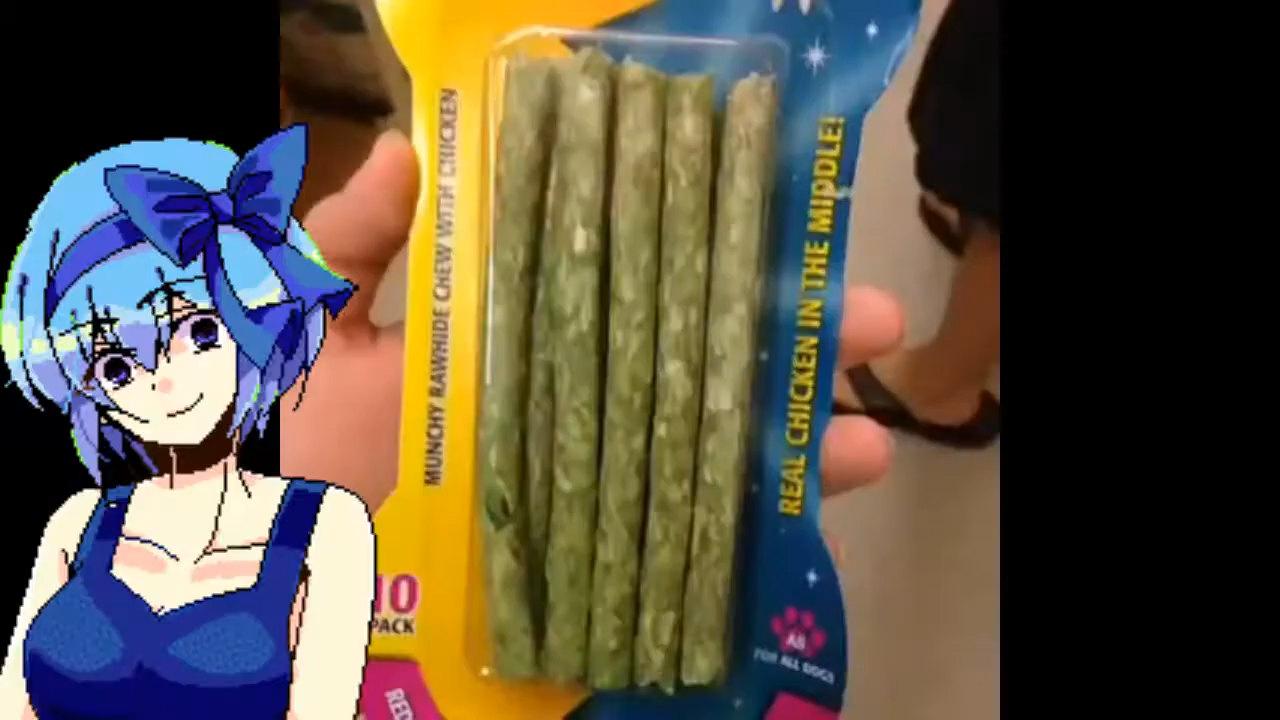 MUNCHY RAWHIDE CHEW WITH CHICKEN
REAL CHICKEN IN THE MIDDLE!
10
PACK
FOR ALL DOGS